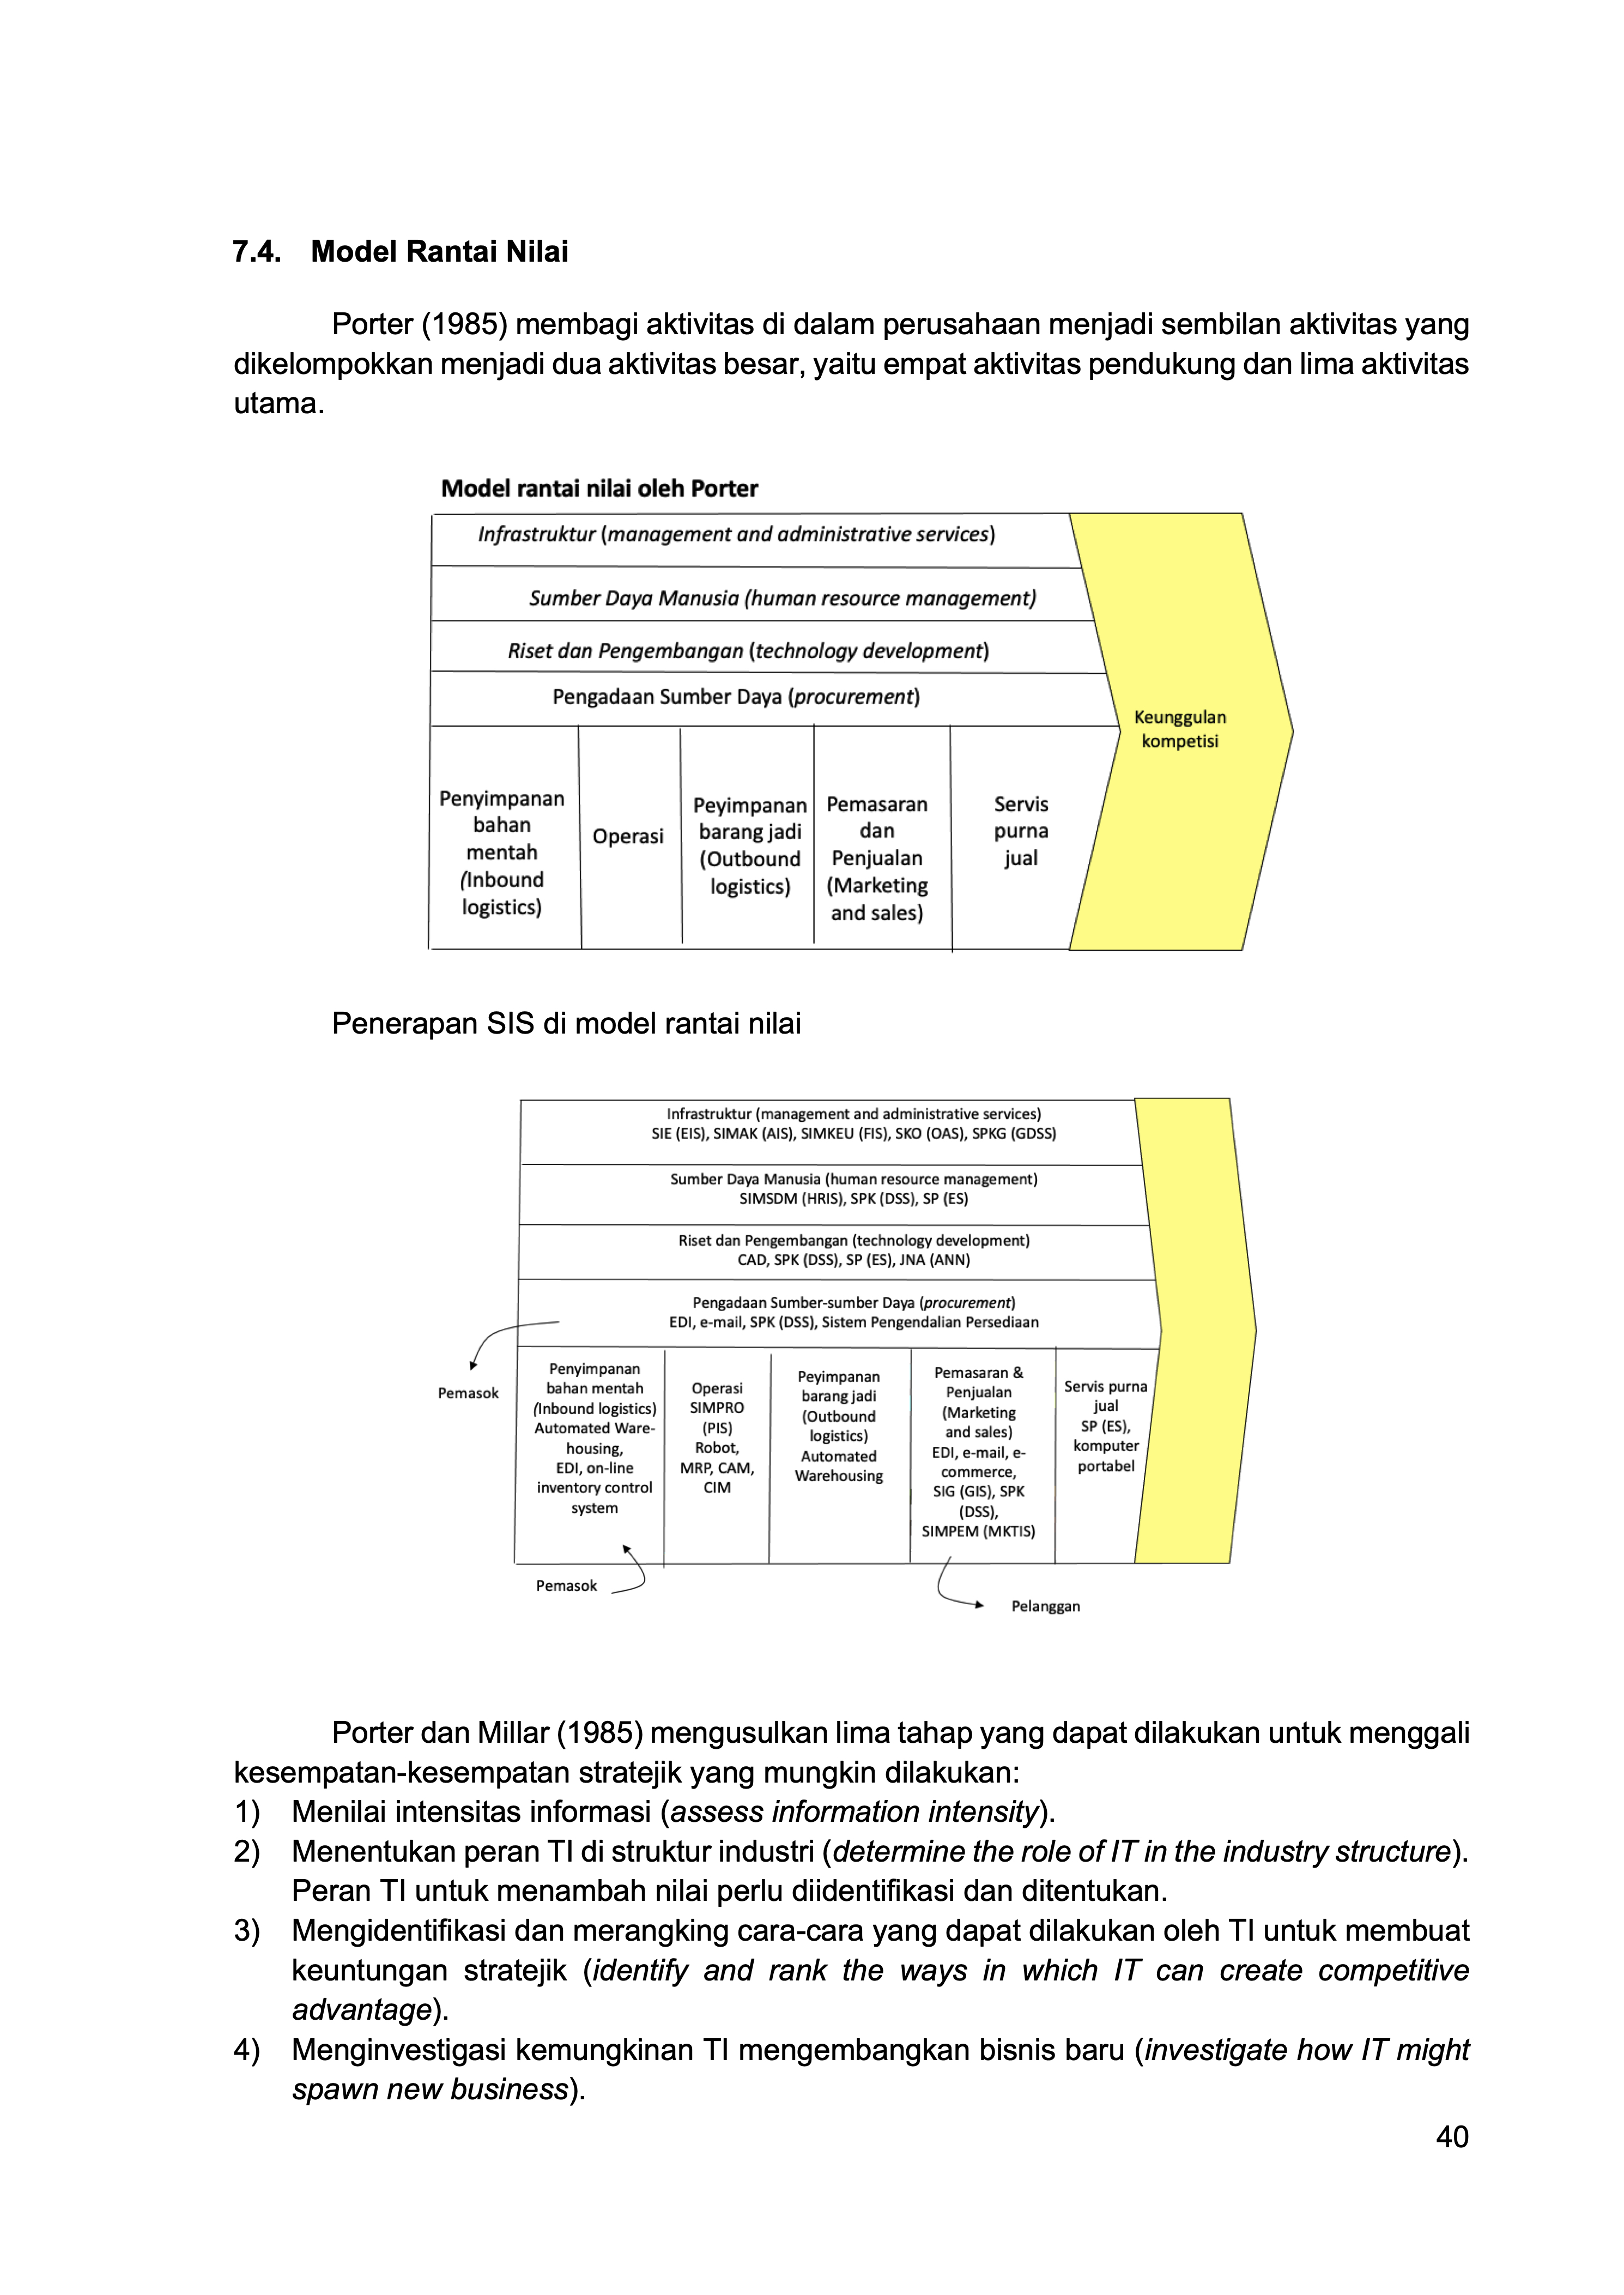 7.4. Model Rantai Nilai
Porter (1985) membagi aktivitas di dalam perusahaan menjadi sembilan aktivitas yang
dikelompokkan menjadi dua aktivitas besar, yaitu empat aktivitas pendukung dan lima aktivitas
utama.
Model rantai nilai oleh Porter
Infrastruktur (management and administrative services)
Sumber Daya Manusia (human resource management)
Riset dan Pengembangan (technology development)
Pengadaan Sumber Daya (procurement)
Keunggulan
kompetisi
Penyimpanan
bahan
mentah
(Inbound
logistics)
Operasi
Peyimpanan
barang jadi
(Outbound
logistics)
Pemasaran
dan
Penjualan
(Marketing
and sales)
Servis
purna
jual
Penerapan SIS di model rantai nilai
Infrastruktur (management and administrative services)
SIE (EIS), SIMAK (AIS), SIMKEU (FIS), SKO (OAS), SPKG (GDSS)
Sumber Daya Manusia (human resource management)
SIMSDM (HRIS), SPK (DSS), SP (ES)
Riset dan Pengembangan (technology development)
CAD, SPK (DSS), SP (ES), JNA (ANN)
Pengadaan Sumber-sumber Daya (procurement)
EDI, e-mail, SPK (DSS), Sistem Pengendalian Persediaan
Pemasok
Penyimpanan
bahan mentah
(Inbound logistics)
Automated Ware-
housing,
EDI, on-line
inventory control
system
Operasi
SIMPRO
(PIS)
Robot,
MRP, CAM,
CIM
Peyimpanan
barang jadi
(Outbound
logistics)
Automated
Warehousing
Pemasaran &
Penjualan
(Marketing
and sales)
EDI, e-mail, e-
commerce,
SIG (GIS), SPK
(DSS),
SIMPEM (MKTIS)
Servis purna
jual
SP (ES),
komputer
portabel
Pemasok
Pelanggan
Porter dan Millar (1985) mengusulkan lima tahap yang dapat dilakukan untuk menggali
kesempatan-kesempatan stratejik yang mungkin dilakukan:
1) Menilai intensitas informasi (assess information intensity).
2) Menentukan peran TI di struktur industri (determine the role of IT in the industry structure).
Peran TI untuk menambah nilai perlu diidentifikasi dan ditentukan.
3) Mengidentifikasi dan merangking cara-cara yang dapat dilakukan oleh TI untuk membuat
keuntungan stratejik (identify and rank the ways in which IT can create competitive
advantage).
4) Menginvestigasi kemungkinan TI mengembangkan bisnis baru (investigate how IT might
spawn new business).
40